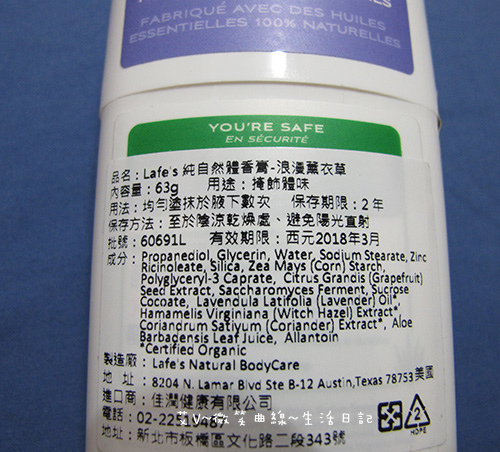 FABRIQUÉ AVEC DES HUILES
ESSENTIELLES 100% NATURELLES
YOU'RE SAFE
EN SÉCURITÉ
品名：Lafe's 純自然體香膏-浪漫薰衣草
內容量：63g 用途：掩飾體味
用法：均勻塗抹於腋下數次 保存期限：2 年
保存方法：至於陰涼乾燥處、避免陽光直射
批號：60691L 有效期限：西元2018年3月
成分：Propanediol, Glycerin, Water, Sodium Stearate, Zinc
Ricinoleate, Silica, Zea Mays (Corn) Starch,
Polyglyceryl-3 Caprate, Citrus Grandis (Grapefruit)
Seed Extract, Saccharomyces Ferment, Sucrose
Cocoate, Lavendula Latifolia (Lavender) Oil*,
Hamamelis Virginiana (Witch Hazel) Extract*,
Coriandrum Satiyum (Coriander) Extract*, Aloe
Barbadensis Leaf Juice, Allantoin
*Certified Organic
製造廠：Lafe's Natural BodyCare
地 址：8204 N. Lamar Blvd Ste B-12 Austin,Texas 78753美國
進口商：佳潤健康有限公司
電話：
艾V~微笑曲線~生活日記
地址：新北市板橋區文化路二段343號
2
HDPE